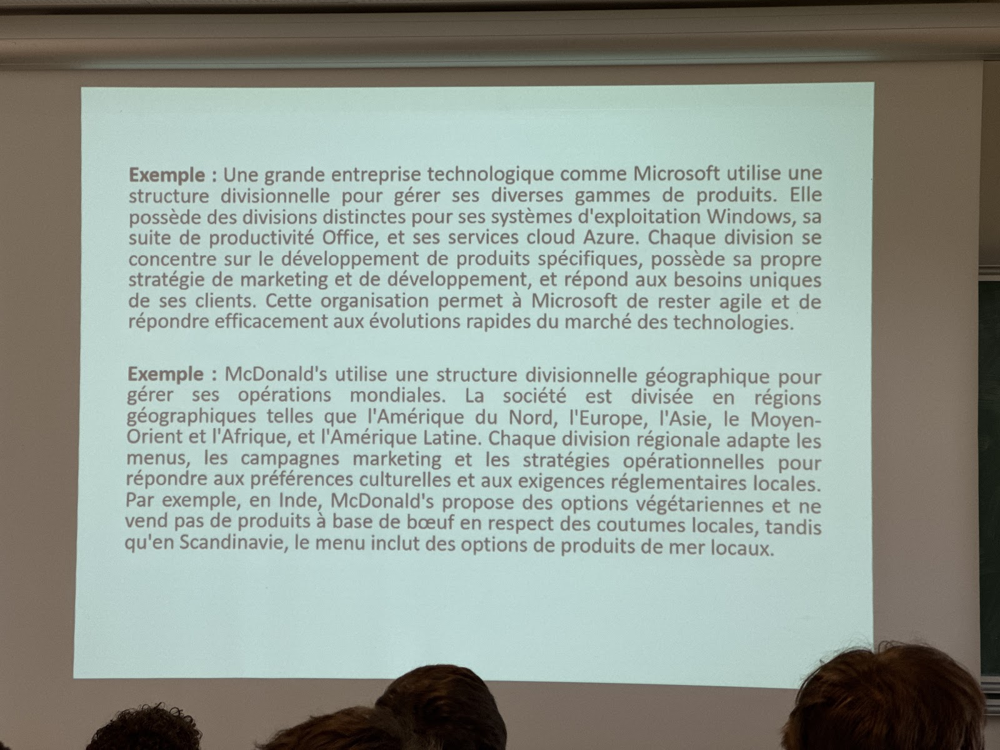 Exemple : Une grande entreprise technologique comme Microsoft utilise une
structure divisionnelle pour gérer ses diverses gammes de produits. Elle
possède des divisions distinctes pour ses systèmes d'exploitation Windows, sa
suite de productivité Office, et ses services cloud Azure. Chaque division se
concentre sur le développement de produits spécifiques, possède sa propre
stratégie de marketing et de développement, et répond aux besoins uniques
de ses clients. Cette organisation permet à Microsoft de rester agile et de
répondre efficacement aux évolutions rapides du marché des technologies.
Exemple : McDonald's utilise une structure divisionnelle géographique pour
gérer ses opérations mondiales. La société est divisée en régions
géographiques telles que l'Amérique du Nord, l'Europe, l'Asie, le Moyen-
Orient et l'Afrique, et l'Amérique Latine. Chaque division régionale adapte les
menus, les campagnes marketing et les stratégies opérationnelles pour
répondre aux préférences culturelles et aux exigences réglementaires locales.
Par exemple, en Inde, McDonald's propose des options végétariennes et ne
vend pas de produits à base de bœuf en respect des coutumes locales, tandis
qu'en Scandinavie, le menu inclut des options de produits de mer locaux.